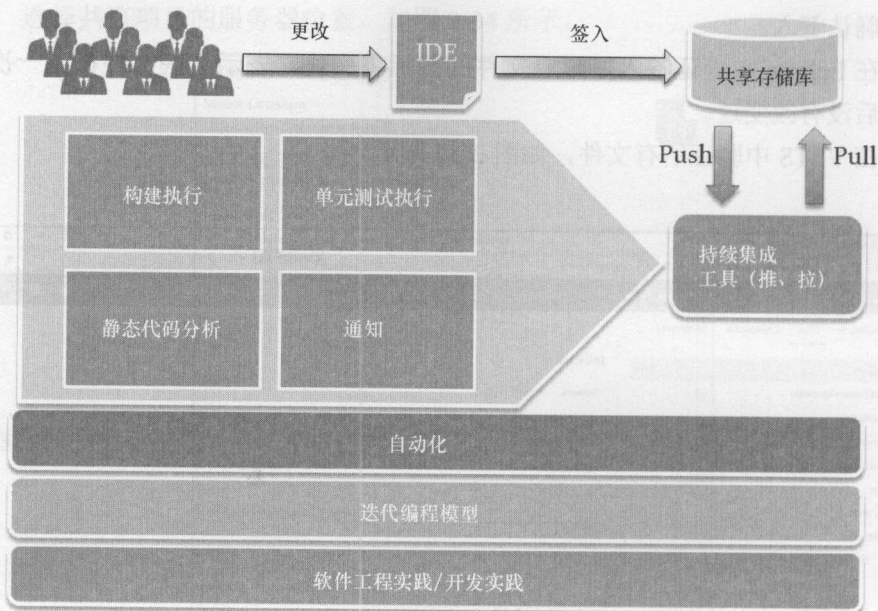 更改
IDE
签入
共享存储库
Push
Pull
构建执行
单元测试执行
持续集成
工具（推、拉）
静态代码分析
通知
自动化
迭代编程模型
软件工程实践/开发实践